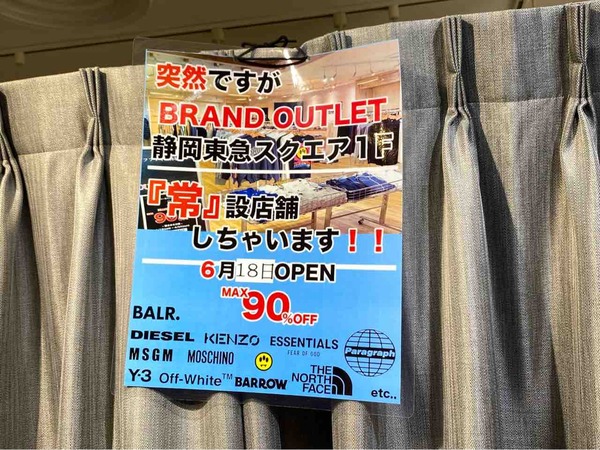 突然ですが
BRAND OUTLET
静岡東急スクエア1F
『常』設店舗
しちゃいます！！
6月18日OPEN
MAX90%OFF
BALR.
DIESEL KENZO ESSENTIALS
FEAR OF GOD
Paragraph
MSGM MOSCHINO
Y-3 Off-White™ BARROW THE NORTH FACE etc..